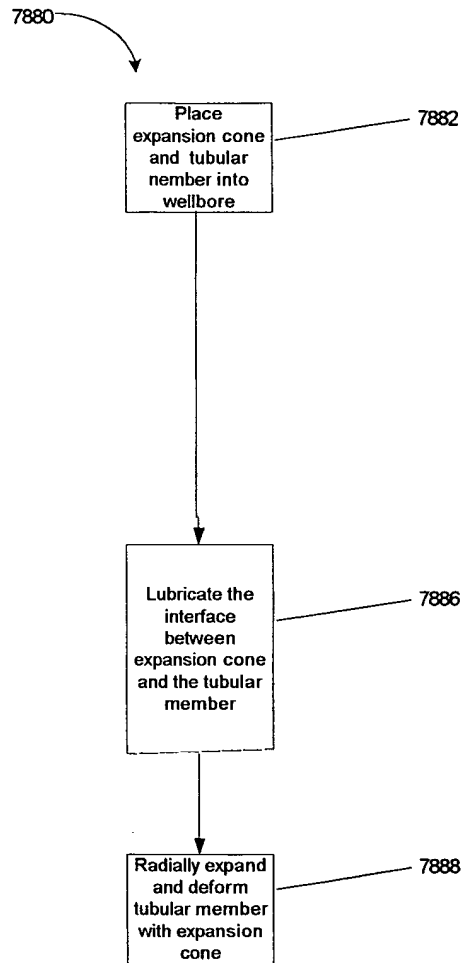 7880
Place
expansion cone
and tubular
nember into
wellbore
7882
Lubricate the
interface
between
expansion cone
and the tubular
member
7886
Radially expand
and deform
tubular member
with expansion
cone
7888